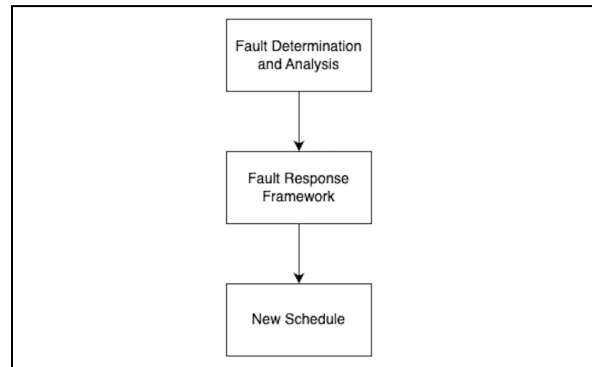 Fault Determination
and Analysis
Fault Response
Framework
New Schedule